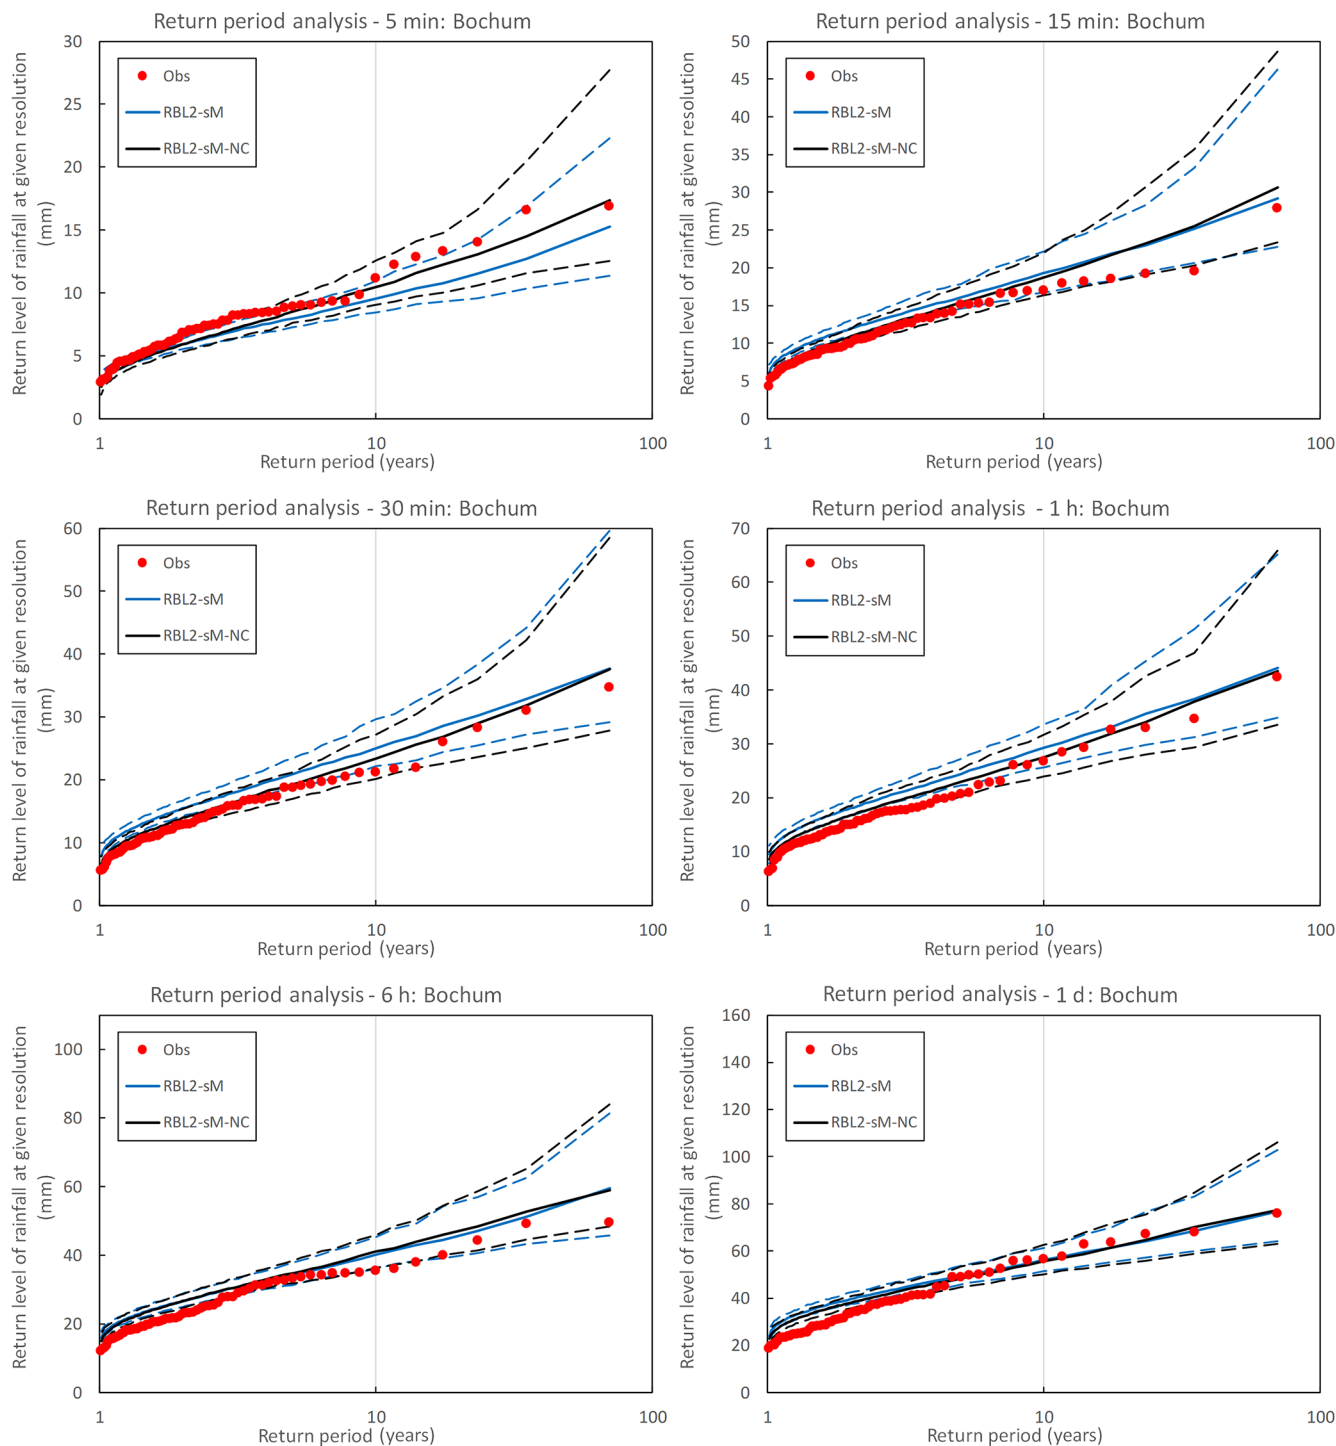 Return period analysis - 5 min: Bochum
Return level of rainfall at given resolution
(mm)
30
25
20
15
10
5
0
Obs
RBL2-sM
RBL2-sM-NC
1
10
100
Return period (years)
Return period analysis - 15 min: Bochum
Return level of rainfall at given resolution
(mm)
50
45
40
35
30
25
20
15
10
5
0
Obs
RBL2-sM
RBL2-sM-NC
1
10
100
Return period (years)
Return period analysis - 30 min: Bochum
Return level of rainfall at given resolution
(mm)
60
50
40
30
20
10
0
Obs
RBL2-sM
RBL2-sM-NC
1
10
100
Return period (years)
Return period analysis - 1 h: Bochum
Return level of rainfall at given resolution
(mm)
70
60
50
40
30
20
10
0
Obs
RBL2-sM
RBL2-sM-NC
1
10
100
Return period (years)
Return period analysis - 6 h: Bochum
Return level of rainfall at given resolution
(mm)
100
80
60
40
20
0
Obs
RBL2-sM
RBL2-sM-NC
1
10
100
Return period (years)
Return period analysis - 1 d: Bochum
Return level of rainfall at given resolution
(mm)
160
140
120
100
80
60
40
20
0
Obs
RBL2-sM
RBL2-sM-NC
1
10
100
Return period (years)